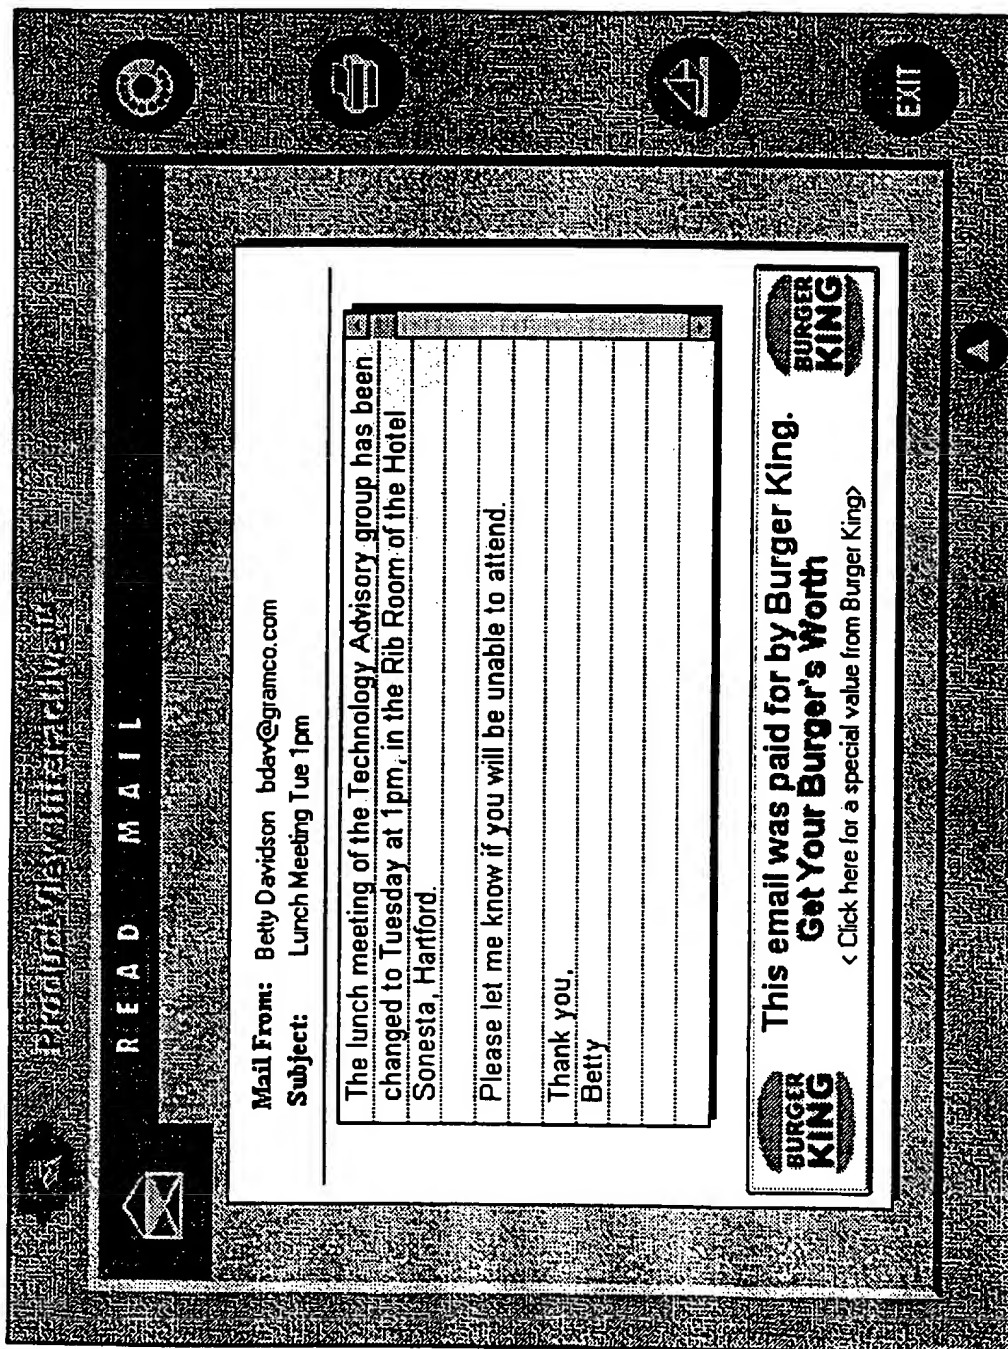 ProductView Interactive
READ MAIL
Mail From: Betty Davidson bdav@gramco.com
Subject: Lunch Meeting Tue 1pm
The lunch meeting of the Technology Advisory group has been
changed to Tuesday at 1pm, in the Rib Room of the Hotel
Sonesta, Hartford.
Please let me know if you will be unable to attend.
Thank you,
Betty
BURGER
KING
This email was paid for by Burger King.
Get Your Burger's Worth
< Click here for a special value from Burger King>
BURGER
KING
EXIT